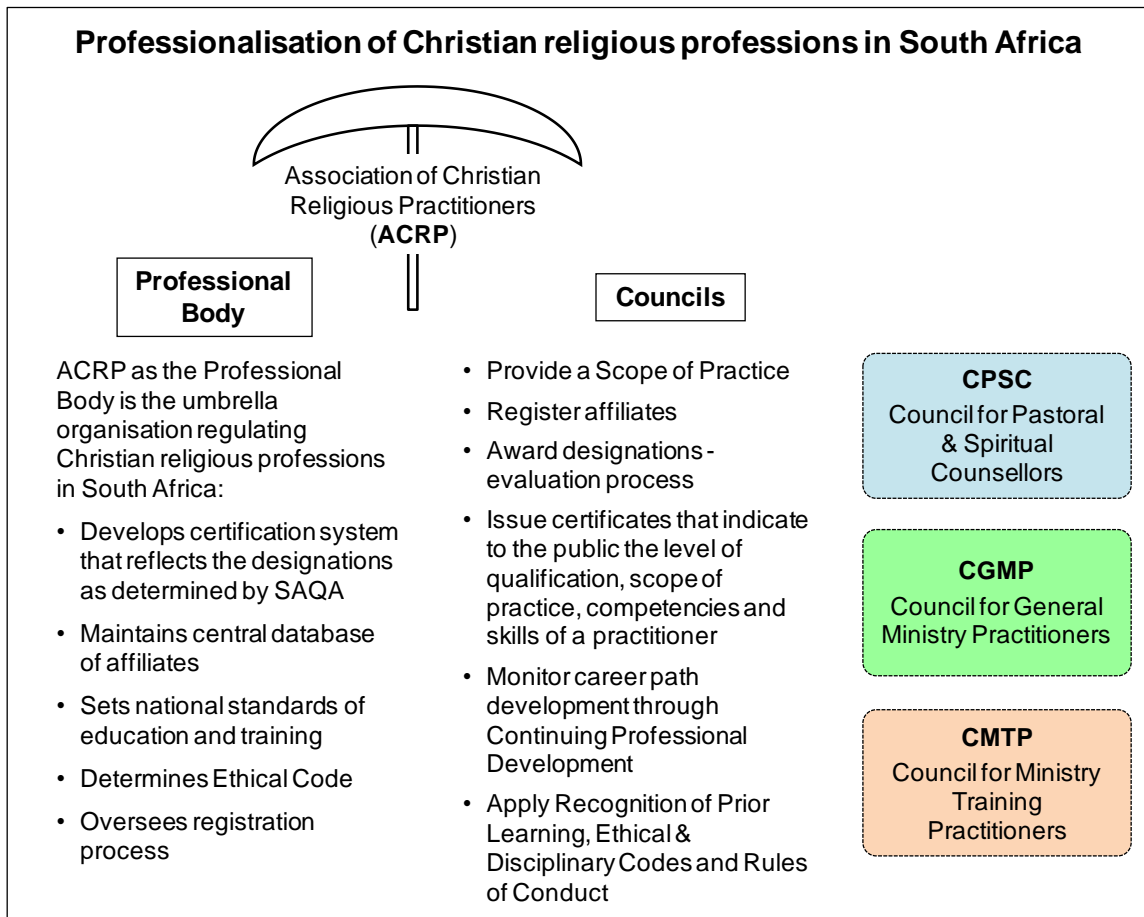 Professionalisation of Christian religious professions in South Africa
Association of Christian
Religious Practitioners
(ACRP)
Professional
Body
ACRP as the Professional
Body is the umbrella
organisation regulating
Christian religious professions
in South Africa:
• Develops certification system
that reflects the designations
as determined by SAQA
• Maintains central database
of affiliates
• Sets national standards of
education and training
• Determines Ethical Code
• Oversees registration
process
Councils
• Provide a Scope of Practice
• Register affiliates
• Award designations -
evaluation process
• Issue certificates that indicate
to the public the level of
qualification, scope of
practice, competencies and
skills of a practitioner
• Monitor career path
development through
Continuing Professional
Development
• Apply Recognition of Prior
Learning, Ethical &
Disciplinary Codes and Rules
of Conduct
CPSC
Council for Pastoral
& Spiritual
Counsellors
CGMP
Council for General
Ministry Practitioners
CMTP
Council for Ministry
Training
Practitioners